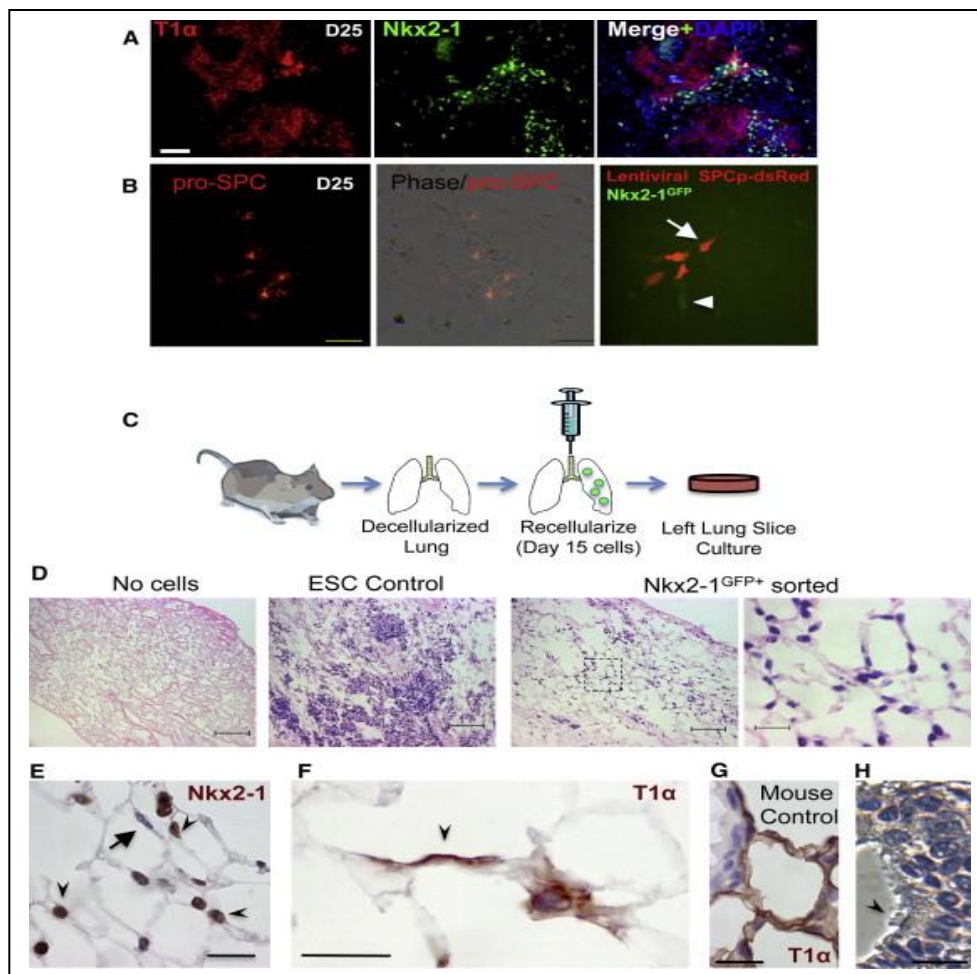 A
T1α
D25
Nkx2-1
Merge+DAPI
B
pro-SPC
D25
Phase/pro-SPC
Lentiviral SPCp-dsRed
Nkx2-1GFP
C
Decellularized
Lung
Recellularize
(Day 15 cells)
Left Lung Slice
Culture
D
No cells
ESC Control
Nkx2-1GFP+ sorted
E
Nkx2-1
F
T1α
G
Mouse
Control
T1α
H